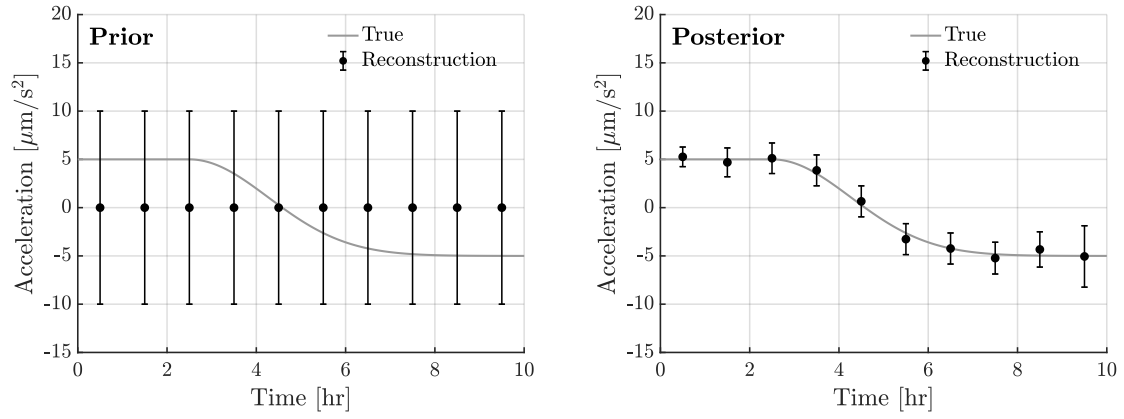 Prior
True
Reconstruction
20
15
10
5
0
-5
-10
-15
0
2
4
6
8
10
Time [hr]
Acceleration [μm/s²]
Posterior
True
Reconstruction
20
15
10
5
0
-5
-10
-15
0
2
4
6
8
10
Time [hr]
Acceleration [μm/s²]